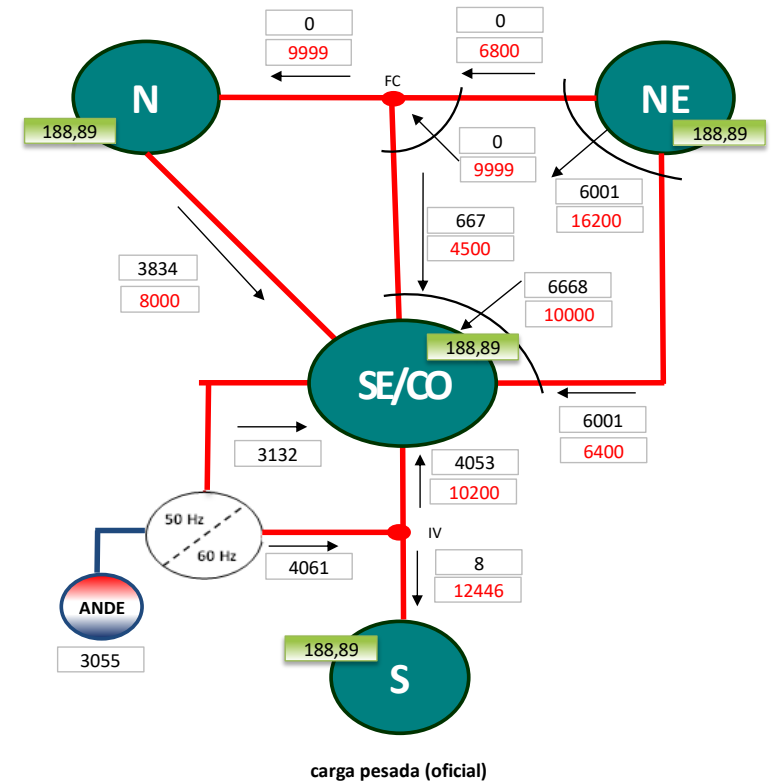 0
9999
0
6800
FC
N
188,89
NE
188,89
0
9999
6001
16200
667
4500
3834
8000
6668
10000
188,89
SE/CO
6001
6400
3132
4053
10200
50 Hz
60 Hz
IV
4061
8
12446
ANDE
3055
188,89
S
carga pesada (oficial)